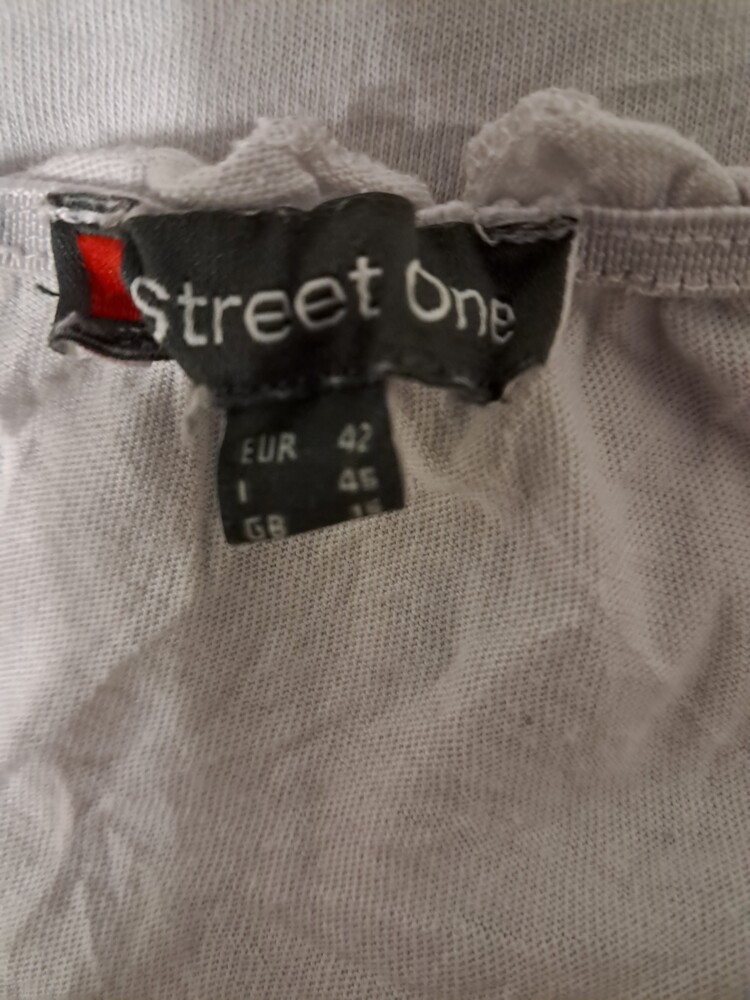 Street One
EUR 42
I 46
GB